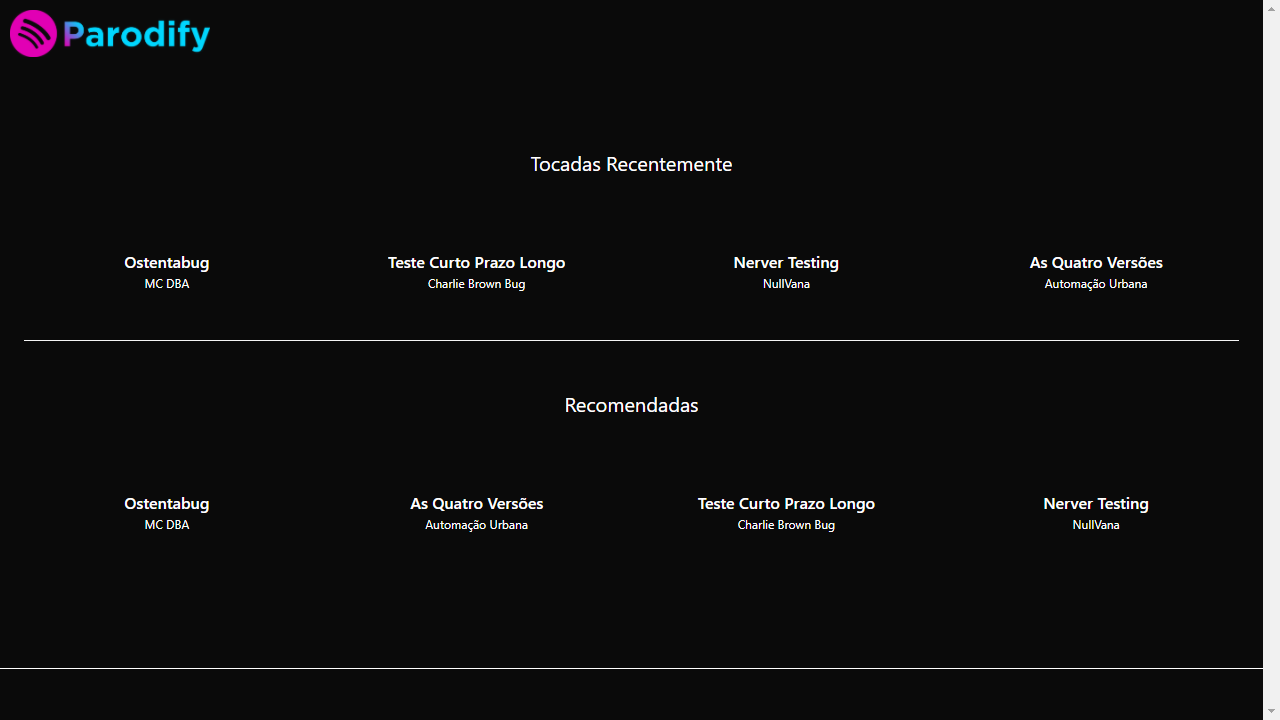 Parodify
Tocadas Recentemente
Ostentabug
MC DBA
Teste Curto Prazo Longo
Charlie Brown Bug
Nerver Testing
NullVana
As Quatro Versões
Automação Urbana
Recomendadas
Ostentabug
MC DBA
As Quatro Versões
Automação Urbana
Teste Curto Prazo Longo
Charlie Brown Bug
Nerver Testing
NullVana